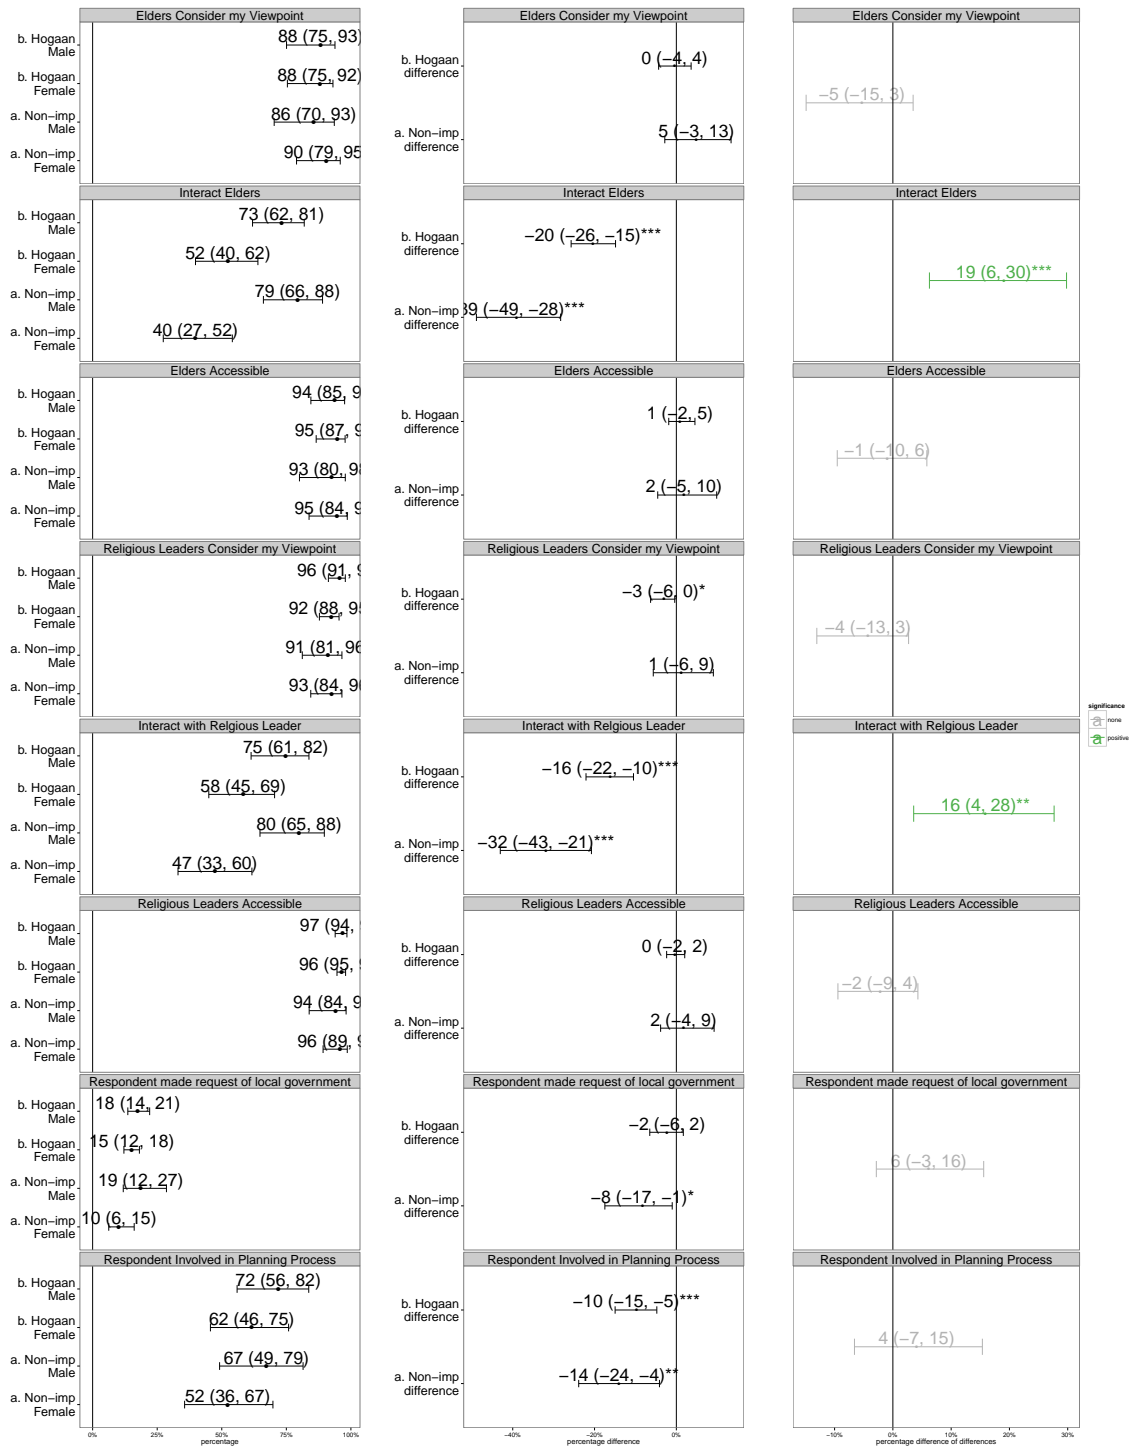 Elders Consider my Viewpoint
b. Hogaan
Male
88 (75, 93)
b. Hogaan
Female
88 (75, 92)
a. Non−imp
Male
86 (70, 93)
a. Non−imp
Female
90 (79, 95
Elders Consider my Viewpoint
b. Hogaan
difference
0 (−4, 4)
a. Non−imp
difference
5 (−3, 13)
Elders Consider my Viewpoint
−5 (−15, 3)
Interact Elders
b. Hogaan
Male
73 (62, 81)
b. Hogaan
Female
52 (40, 62)
a. Non−imp
Male
79 (66, 88)
a. Non−imp
Female
40 (27, 52)
Interact Elders
b. Hogaan
difference
−20 (−26, −15)***
a. Non−imp
difference
39 (−49, −28)***
Interact Elders
19 (6, 30)***
Elders Accessible
b. Hogaan
Male
94 (85, 9
b. Hogaan
Female
95 (87, 9
a. Non−imp
Male
93 (80, 98
a. Non−imp
Female
95 (84, 9
Elders Accessible
b. Hogaan
difference
1 (−2, 5)
a. Non−imp
difference
2 (−5, 10)
Elders Accessible
−1 (−10, 6)
Religious Leaders Consider my Viewpoint
b. Hogaan
Male
96 (91, 9
b. Hogaan
Female
92 (88, 95
a. Non−imp
Male
91 (81, 96
a. Non−imp
Female
93 (84, 96
Religious Leaders Consider my Viewpoint
b. Hogaan
difference
−3 (−6, 0)*
a. Non−imp
difference
1 (−6, 9)
Religious Leaders Consider my Viewpoint
−4 (−13, 3)
Interact with Relgious Leader
b. Hogaan
Male
75 (61, 82)
b. Hogaan
Female
58 (45, 69)
a. Non−imp
Male
80 (65, 88)
a. Non−imp
Female
47 (33, 60)
Interact with Relgious Leader
b. Hogaan
difference
−16 (−22, −10)***
a. Non−imp
difference
−32 (−43, −21)***
Interact with Relgious Leader
16 (4, 28)**
Religious Leaders Accessible
b. Hogaan
Male
97 (94,
b. Hogaan
Female
96 (95,
a. Non−imp
Male
94 (84, 9
a. Non−imp
Female
96 (89, 9
Religious Leaders Accessible
b. Hogaan
difference
0 (−2, 2)
a. Non−imp
difference
2 (−4, 9)
Religious Leaders Accessible
−2 (−9, 4)
Respondent made request of local government
b. Hogaan
Male
18 (14, 21)
b. Hogaan
Female
15 (12, 18)
a. Non−imp
Male
19 (12, 27)
a. Non−imp
Female
10 (6, 15)
Respondent made request of local government
b. Hogaan
difference
−2 (−6, 2)
a. Non−imp
difference
−8 (−17, −1)*
Respondent made request of local government
6 (−3, 16)
Respondent Involved in Planning Process
b. Hogaan
Male
72 (56, 82)
b. Hogaan
Female
62 (46, 75)
a. Non−imp
Male
67 (49, 79)
a. Non−imp
Female
52 (36, 67)
0% 25% 50% 75% 100%
percentage
Respondent Involved in Planning Process
b. Hogaan
difference
−10 (−15, −5)***
a. Non−imp
difference
−14 (−24, −4)**
−40% −20% 0%
percentage difference
Respondent Involved in Planning Process
4 (−7, 15)
−10% 0% 10% 20% 30%
percentage difference of differences
significance
a none
a positive